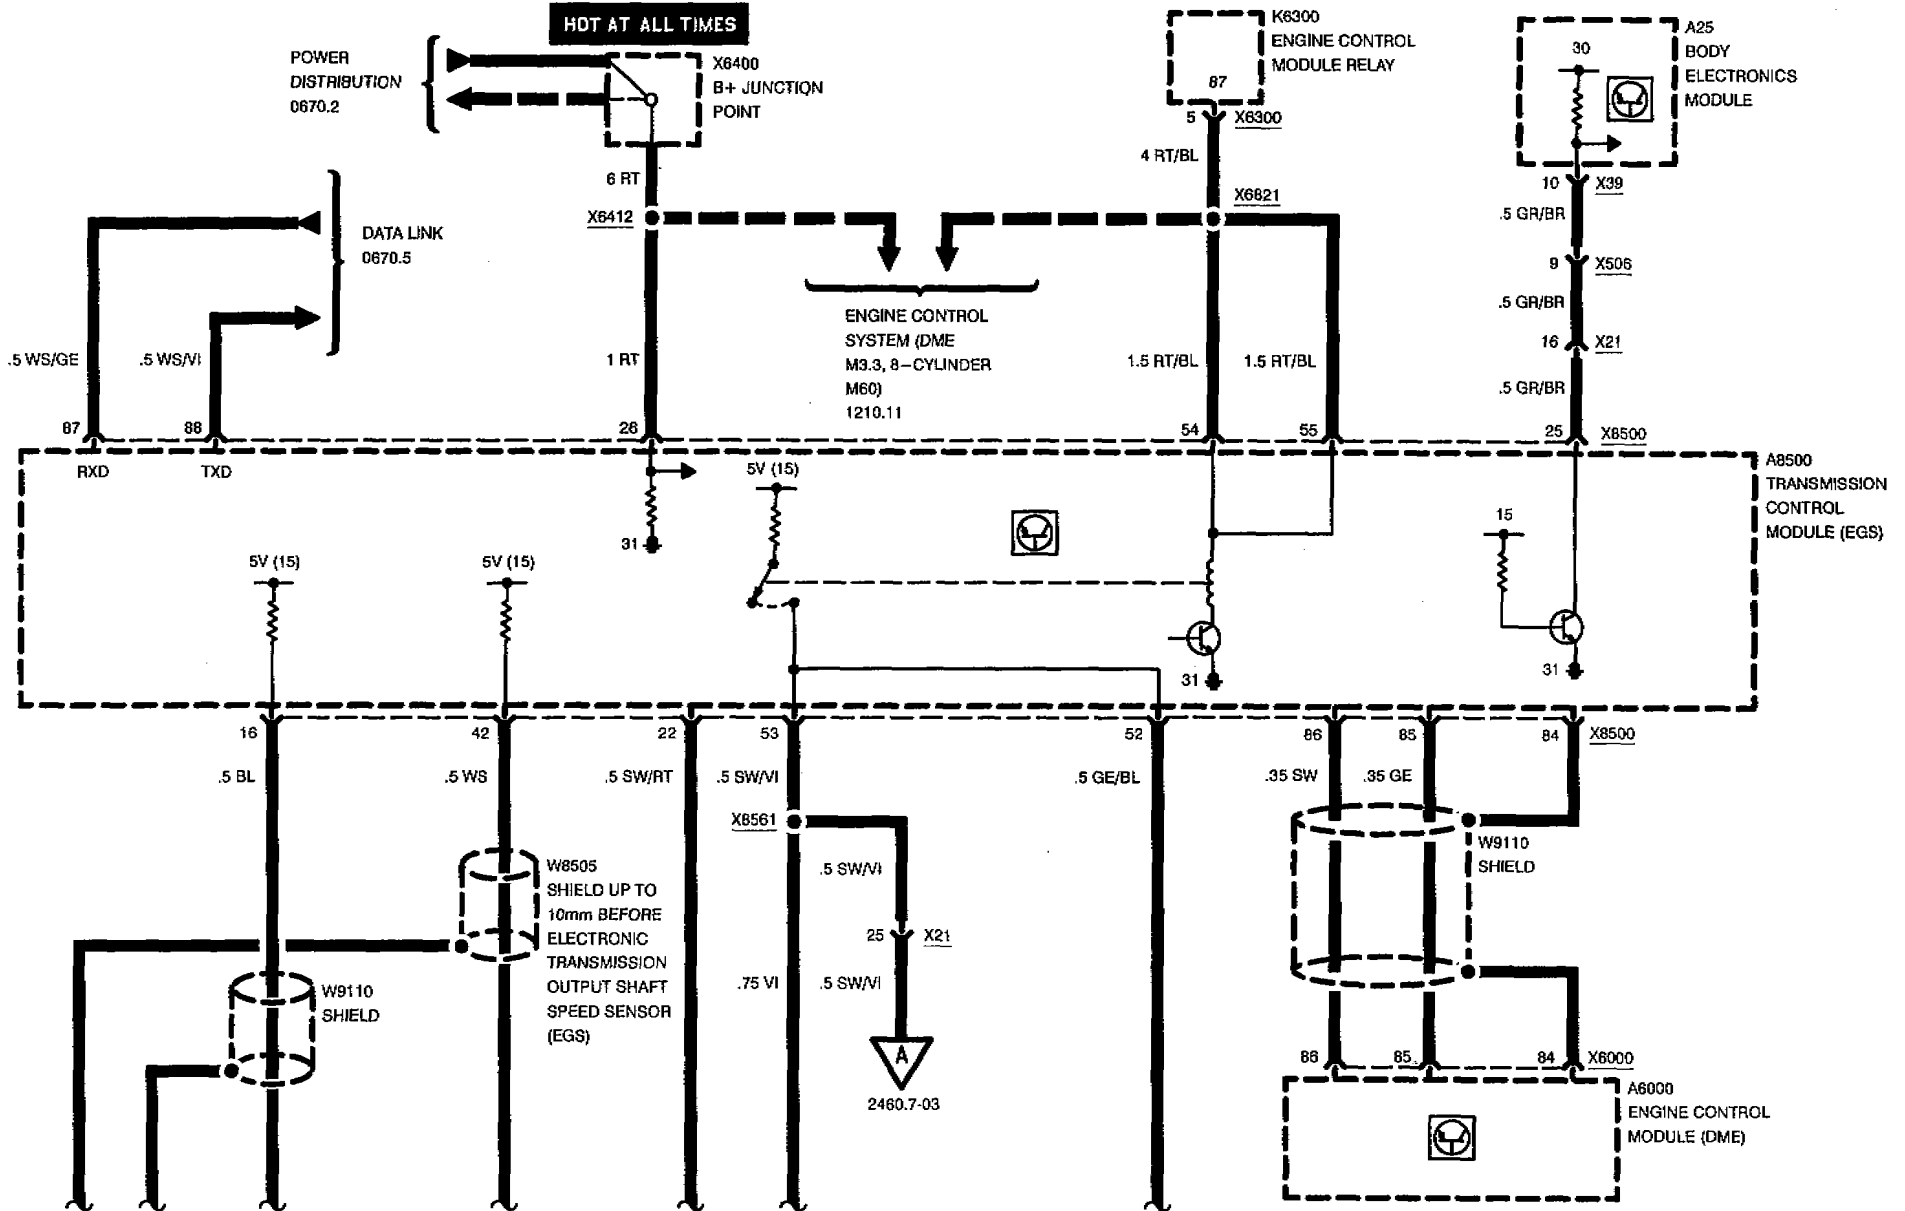 HOT AT ALL TIMES
POWER
DISTRIBUTION
0670.2
X6400
B+ JUNCTION
POINT
K6300
ENGINE CONTROL
MODULE RELAY
87
5
X6300
A25
BODY
ELECTRONICS
MODULE
30
10
X39
6 RT
4 RT/BL
X6412
X6821
.5 GR/BR
9
X506
DATA LINK
0670.5
.5 GR/BR
16
X21
ENGINE CONTROL
SYSTEM (DME
M3.3, 8-CYLINDER
M60)
1210.11
.5 WS/GE
.5 WS/VI
1 RT
1.5 RT/BL
1.5 RT/BL
.5 GR/BR
87
88
26
54
55
25
X8500
RXD
TXD
5V (15)
A8500
TRANSMISSION
CONTROL
MODULE (EGS)
31
15
5V (15)
5V (15)
31
31
16
42
22
53
52
86
85
84
X8500
.5 BL
.5 WS
.5 SW/RT
.5 SW/VI
.5 GE/BL
.35 SW
.35 GE
X8561
W9110
SHIELD
W8505
SHIELD UP TO
10mm BEFORE
ELECTRONIC
TRANSMISSION
OUTPUT SHAFT
SPEED SENSOR
(EGS)
.5 SW/VI
25
X21
.75 VI
.5 SW/VI
W9110
SHIELD
A
2460.7-03
86
85
84
X6000
A6000
ENGINE CONTROL
MODULE (DME)